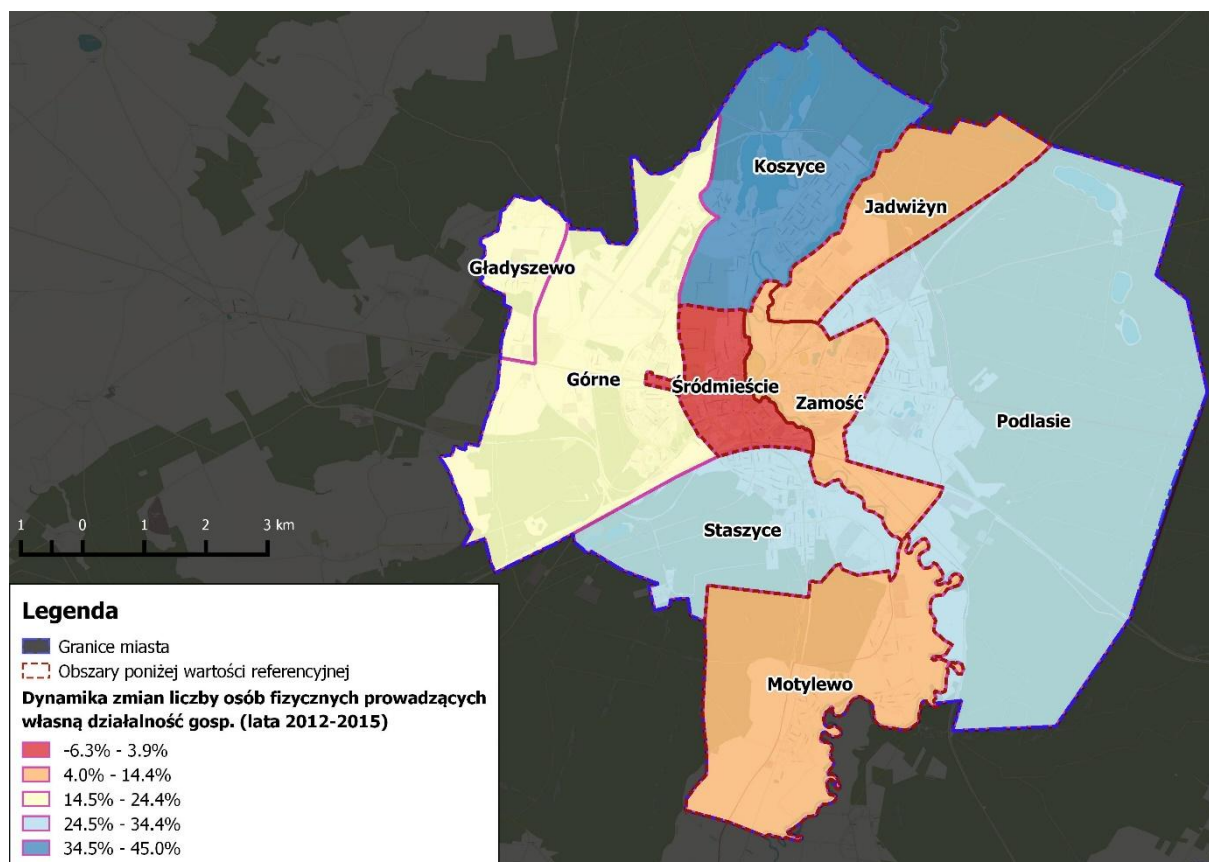 Koszyce
Jadwiżyn
Gładyszewo
Górne
Śródmieście
Zamość
Podlasie
Staszyce
Motylewo
1 0 1 2 3 km
Legenda
Granice miasta
Obszary poniżej wartości referencyjnej
Dynamika zmian liczby osób fizycznych prowadzących
własną działalność gosp. (lata 2012-2015)
-6.3% - 3.9%
4.0% - 14.4%
14.5% - 24.4%
24.5% - 34.4%
34.5% - 45.0%